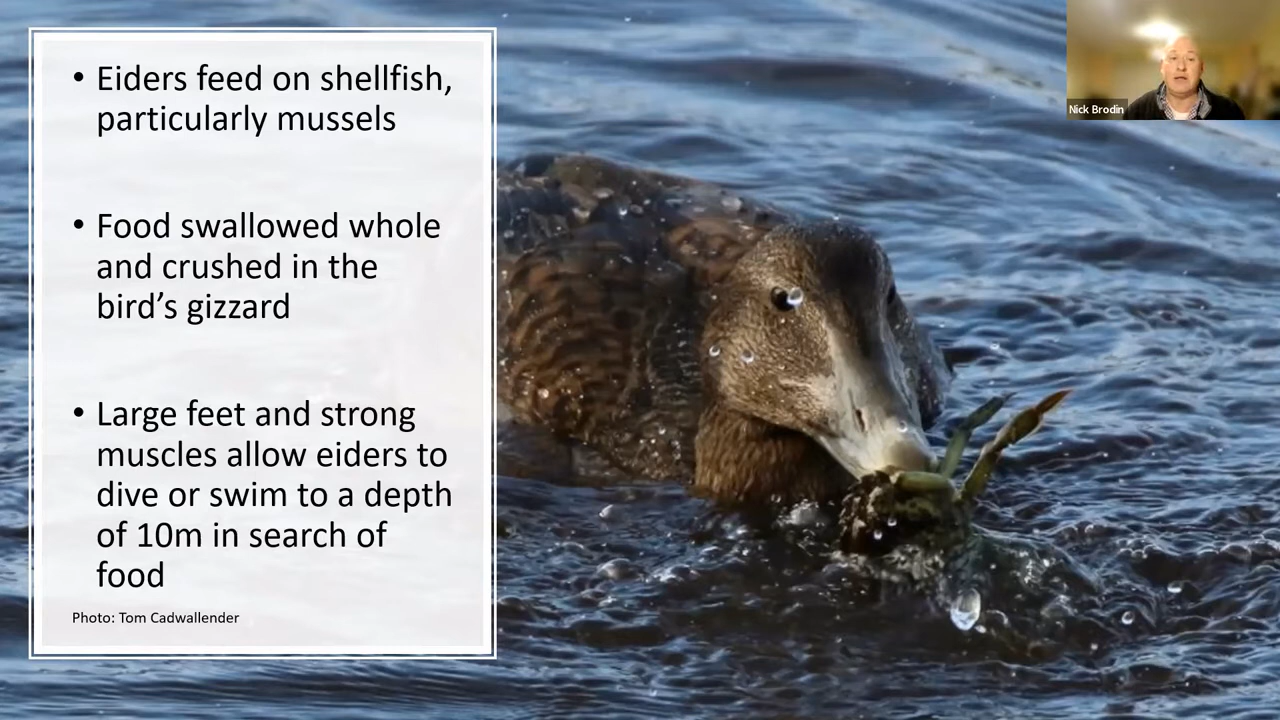 • Eiders feed on shellfish,
particularly mussels
• Food swallowed whole
and crushed in the
bird’s gizzard
• Large feet and strong
muscles allow eiders to
dive or swim to a depth
of 10m in search of
food
Photo: Tom Cadwallender
Nick Brodin